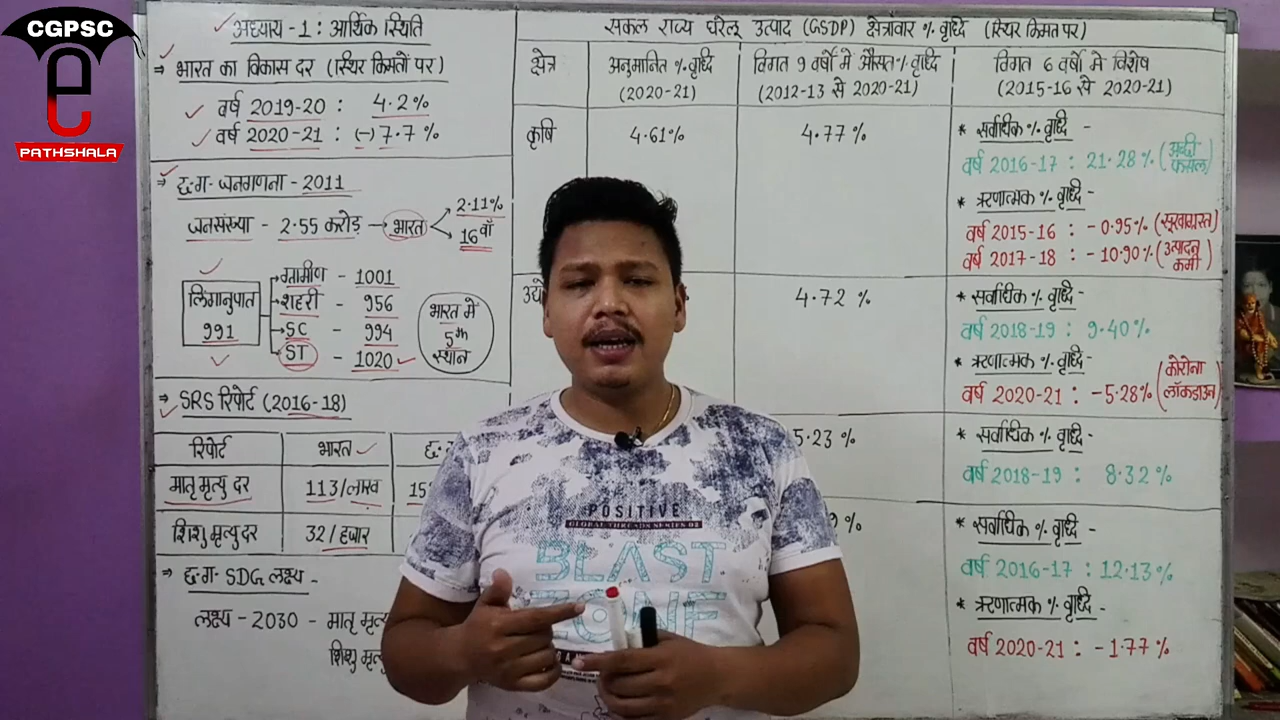 CGPSC
e
PATHSHALA
अध्याय - 1 : आर्थिक स्थिति
⇒ भारत का विकास दर (स्थिर किमतों पर)
वर्ष 2019-20 : 4.2%
वर्ष 2020-21 : (-) 7.7 %
⇒ छ.ग. जनगणना - 2011
जनसंख्या - 2.55 करोड़ → भारत
2.11%
16वाँ
लिंगानुपात
991
ग्रामीण - 1001
शहरी - 956
SC - 994
ST - 1020
भारत में
5th
स्थान
⇒ SRS रिपोर्ट (2016-18)
रिपोर्ट भारत छ.
मातृ मृत्यु दर 113/लाख 15
शिशु मृत्यु दर 32/हजार
⇒ छ.ग. SDG लक्ष्य -
लक्ष्य - 2030 - मातृ मृत्यु
शिशु मृत्यु
सकल राज्य घरेलू उत्पाद (GSDP) क्षेत्रावार % वृध्दि (स्थिर किमत पर)
क्षेत्र
अनुमानित % वृध्दि
(2020-21)
विगत 9 वर्षों में औसत % वृध्दि
(2012-13 से 2020-21)
विगत 6 वर्षों में विशेष
(2015-16 से 2020-21)
कृषि 4.61% 4.77%
* सर्वाधिक % वृध्दि -
वर्ष 2016-17 : 21.28% (अच्छी फसल)
* ऋणात्मक % वृध्दि -
वर्ष 2015-16 : - 0.95% (सूखाग्रस्त)
वर्ष 2017-18 : - 10.90% (उत्पादन कमी)
उद्यो 4.72 %
* सर्वाधिक % वृध्दि -
वर्ष 2018-19 : 9.40%
* ऋणात्मक % वृध्दि -
वर्ष 2020-21 : -5.28% (कोरोना लॉकडाउन)
5.23 %
* सर्वाधिक % वृध्दि -
वर्ष 2018-19 : 8.32 %
%
* सर्वाधिक % वृध्दि -
वर्ष 2016-17 : 12.13%
* ऋणात्मक % वृध्दि -
वर्ष 2020-21 : - 1.77 %
POSITIVE
GLOBAL THREADS SERIES 02
BLAST
ZONE